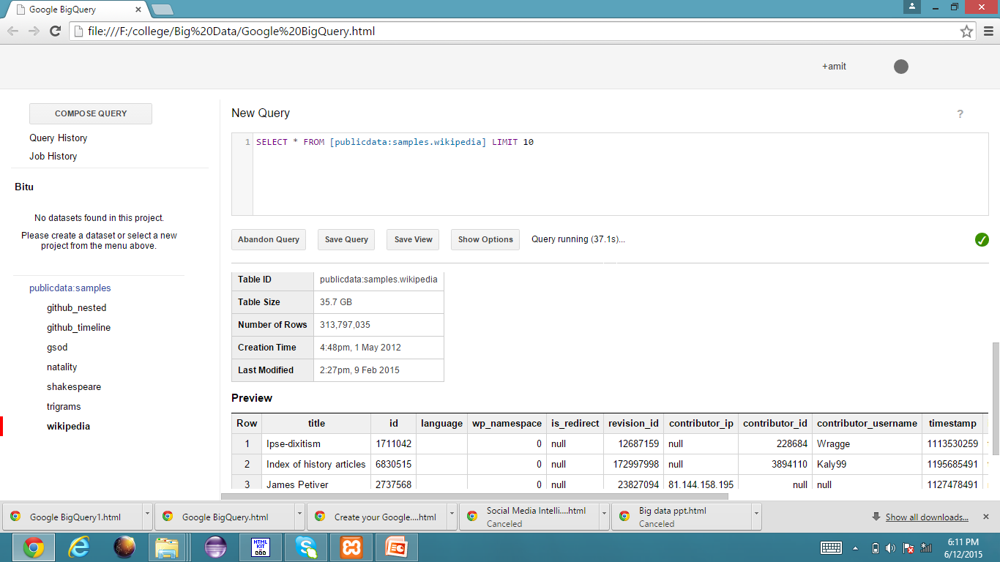 Google BigQuery
file:///F:/college/Big%20Data/Google%20BigQuery.html
+amit
COMPOSE QUERY
Query History
Job History
Bitu
No datasets found in this project.
Please create a dataset or select a new
project from the menu above.
publicdata:samples
github_nested
github_timeline
gsod
natality
shakespeare
trigrams
wikipedia
New Query ?
1 SELECT * FROM [publicdata:samples.wikipedia] LIMIT 10
Abandon Query Save Query Save View Show Options Query running (37.1s)...
Table ID publicdata:samples.wikipedia
Table Size 35.7 GB
Number of Rows 313,797,035
Creation Time 4:48pm, 1 May 2012
Last Modified 2:27pm, 9 Feb 2015
Preview
Row title id language wp_namespace is_redirect revision_id contributor_ip contributor_id contributor_username timestamp
1 Ipse-dixitism 1711042 0 null 12687159 null 228684 Wragge 1113530259
2 Index of history articles 6830515 0 null 172997998 null 3894110 Kaly99 1195685491
3 James Petiver 2737568 0 null 23827094 81.144.158.195 null null 1127478491
Google BigQuery1.html
Google BigQuery.html
Create your Google....html
Social Media Intelli....html
Canceled
Big data ppt.html
Canceled
Show all downloads...
HTML
KIT
6:11 PM
6/12/2015